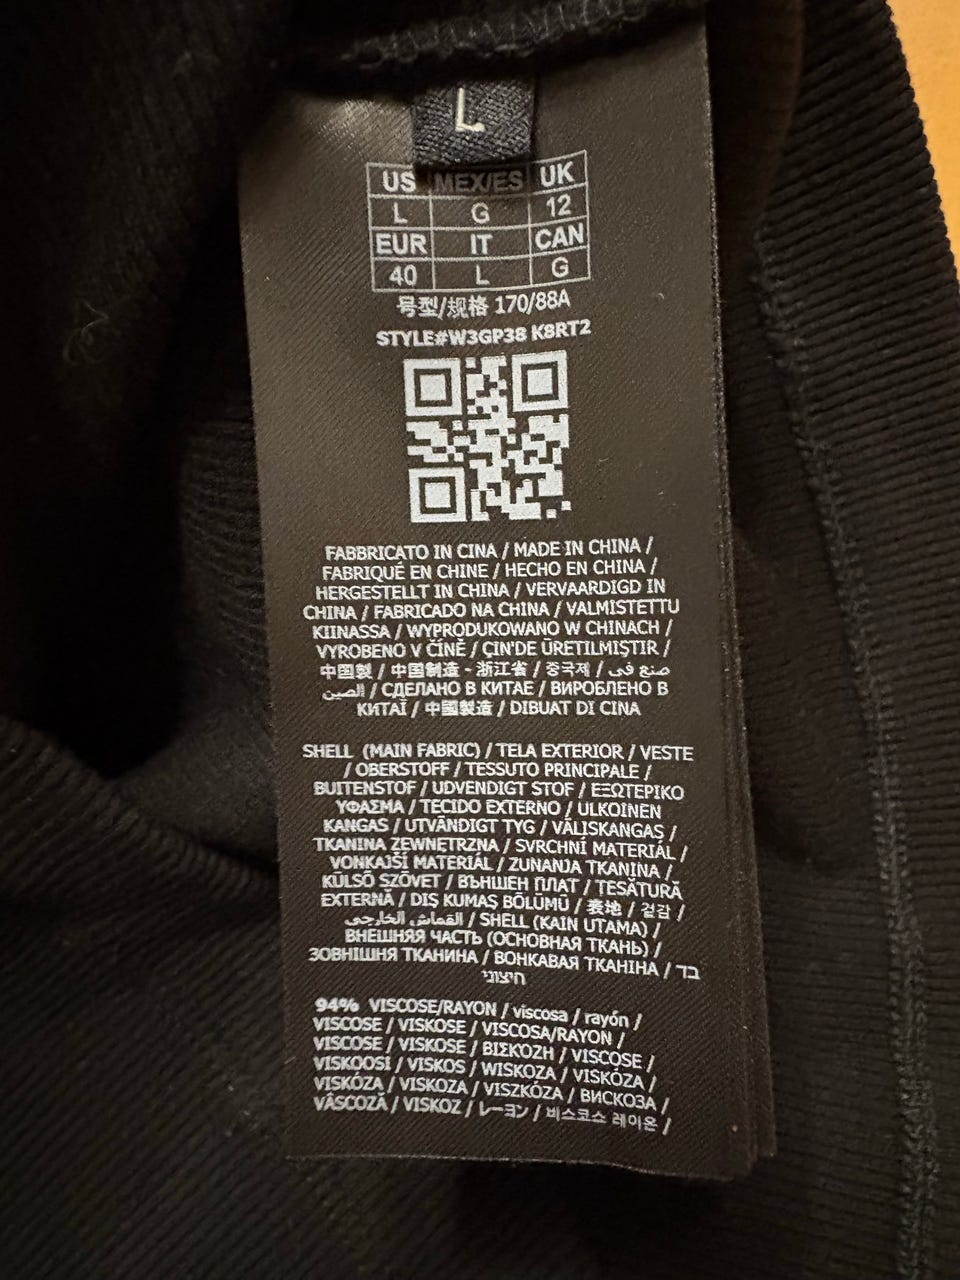 L
US MEX/ES UK
L G 12
EUR IT CAN
40 L G
号型/规格 170/88A
STYLE#W3GP38 K8RT2
FABBRICATO IN CINA / MADE IN CHINA /
FABRIQUÉ EN CHINE / HECHO EN CHINA /
HERGESTELLT IN CHINA / VERVAARDIGD IN
CHINA / FABRICADO NA CHINA / VALMISTETTU
KIINASSA / WYPRODUKOWANO W CHINACH /
VYROBENO V ČÍNĚ / ÇIN'DE ÜRETILMIŞTIR /
中国製 / 中国制造 - 浙江省 / 중국제 / صنع في
الصين / СДЕЛАНО В КИТАЕ / ВИРОБЛЕНО В
КИТАЇ / 中國製造 / DIBUAT DI CINA
SHELL (MAIN FABRIC) / TELA EXTERIOR / VESTE
/ OBERSTOFF / TESSUTO PRINCIPALE /
BUITENSTOF / UDVENDIGT STOF / ΕΞΩΤΕΡΙΚΟ
ΥΦΑΣΜΑ / TECIDO EXTERNO / ULKOINEN
KANGAS / UTVÄNDIGT TYG / VÄLISKANGAS /
TKANINA ZEWNĘTRZNA / SVRCHNÍ MATERIÁL /
VONKAJŠÍ MATERIÁL / ZUNANJA TKANINA /
KÜLSŐ SZÖVET / ВЪНШЕН ПЛАТ / TESĂTURĂ
EXTERNĂ / DIŞ KUMAŞ BÖLÜMÜ / 表地 / 겉감 /
القماش الخارجي / SHELL (KAIN UTAMA) /
ВНЕШНЯЯ ЧАСТЬ (ОСНОВНАЯ ТКАНЬ) /
ЗОВНІШНЯ ТКАНИНА / ВОНКАВАЯ ТКАНІНА / בד
חיצוני
94% VISCOSE/RAYON / viscosa / rayón /
VISCOSE / VISKOSE / VISCOSA/RAYON /
VISCOSE / VISKOSE / ΒΙΣΚΌΖΗ / VISCOSE /
VISKOOSI / VISKOS / WISKOZA / VISKÓZA /
VISKÓZA / VISKOZA / VISZKÓZA / ВИСКОЗА /
VÂSCOZĂ / VISKOZ / レーヨン / 비스코스 레이온 /